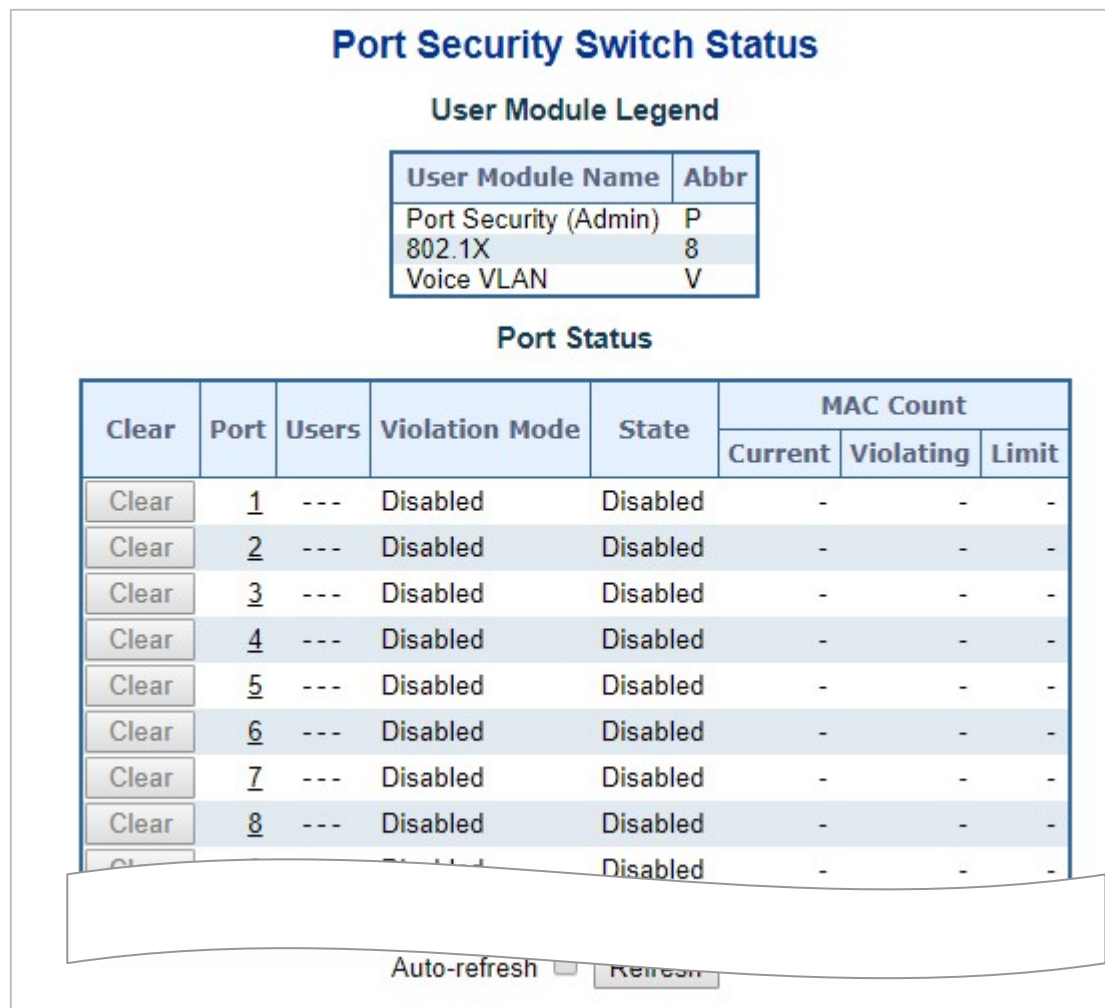 Port Security Switch Status
User Module Legend
User Module Name Abbr
Port Security (Admin) P
802.1X 8
Voice VLAN V
Port Status
Clear Port Users Violation Mode State MAC Count
Current Violating Limit
Clear 1 --- Disabled Disabled - - -
Clear 2 --- Disabled Disabled - - -
Clear 3 --- Disabled Disabled - - -
Clear 4 --- Disabled Disabled - - -
Clear 5 --- Disabled Disabled - - -
Clear 6 --- Disabled Disabled - - -
Clear 7 --- Disabled Disabled - - -
Clear 8 --- Disabled Disabled - - -
Disabled - - -
Auto-refresh Refresh